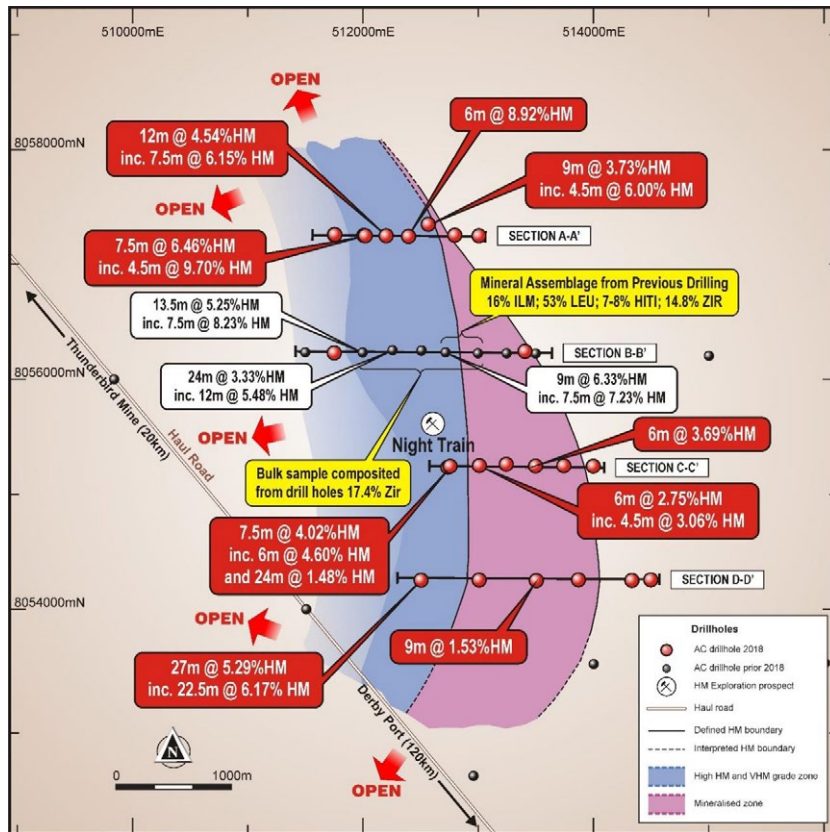 510000mE
512000mE
514000mE
OPEN
6m @ 8.92%HM
12m @ 4.54%HM
inc. 7.5m @ 6.15% HM
8058000mN
9m @ 3.73%HM
inc. 4.5m @ 6.00% HM
OPEN
7.5m @ 6.46%HM
inc. 4.5m @ 9.70% HM
SECTION A-A'
Mineral Assemblage from Previous Drilling
16% ILM; 53% LEU; 7-8% HITI; 14.8% ZIR
13.5m @ 5.25%HM
inc. 7.5m @ 8.23% HM
SECTION B-B'
8056000mN
24m @ 3.33%HM
inc. 12m @ 5.48% HM
9m @ 6.33%HM
inc. 7.5m @ 7.23% HM
Thunderbird Mine (20km)
Haul Road
OPEN
Night Train
6m @ 3.69%HM
Bulk sample composited
from drill holes 17.4% Zir
SECTION C-C'
6m @ 2.75%HM
inc. 4.5m @ 3.06% HM
7.5m @ 4.02%HM
inc. 6m @ 4.60% HM
and 24m @ 1.48% HM
SECTION D-D'
8054000mN
OPEN
9m @ 1.53%HM
27m @ 5.29%HM
inc. 22.5m @ 6.17% HM
Derby Port (120km)
OPEN
N
0
1000m
Drillholes
AC drillhole 2018
AC drillhole prior 2018
HM Exploration prospect
Haul road
Defined HM boundary
Interpreted HM boundary
High HM and VHM grade zone
Mineralised zone